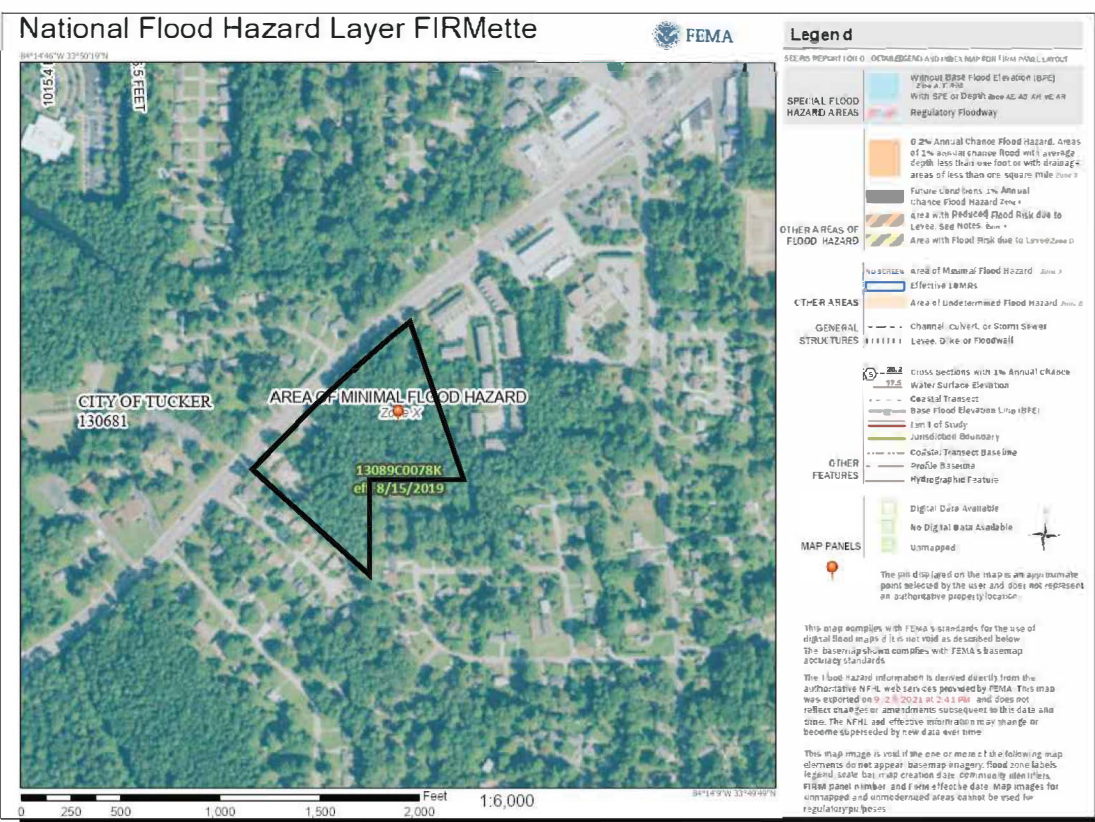 National Flood Hazard Layer FIRMette
FEMA
Legend
84°14'46"W 33°50'19"N
1015.4
5 FEET
CITY OF TUCKER
130681
AREA OF MINIMAL FLOOD HAZARD
Zone X
13089C0078K
eff. 8/15/2019
84°14'9"W 33°49'49"N
Feet
0 250 500 1,000 1,500 2,000
1:6,000
SPECIAL FLOOD
HAZARD AREAS
Without Base Flood Elevation (BFE)
Regulatory Floodway
0.2% Annual Chance Flood Hazard, Areas
of 1% annual chance flood with average
depth less than one foot or with drainage
areas of less than one square mile
Future Conditions 1% Annual
Chance Flood Hazard
Area with Reduced Flood Risk due to
Levee. See Notes.
Area with Flood Risk due to Levee
OTHER AREAS OF
FLOOD HAZARD
NO SCREEN Area of Minimal Flood Hazard
Effective LOMRs
OTHER AREAS
Area of Undetermined Flood Hazard
GENERAL
STRUCTURES
Channel, Culvert, or Storm Sewer
Levee, Dike or Floodwall
20.2
17.5
Cross Sections with 1% Annual Chance
Water Surface Elevation
Coastal Transect
Base Flood Elevation Line (BFE)
Limit of Study
Jurisdiction Boundary
Coastal Transect Baseline
OTHER
FEATURES
Profile Baseline
Hydrographic Feature
Digital Data Available
No Digital Data Available
MAP PANELS
Unmapped
The pin displayed on the map is an approximate
point selected by the user and does not represent
an authoritative property location.
This map complies with FEMA's standards for the use of
digital flood maps if it is not void as described below
The basemap shown complies with FEMA's basemap
accuracy standards
The flood hazard information is derived directly from the
authoritative NFHL web services provided by FEMA This map
was exported on 2021 at 2:41 PM and does not
reflect changes or amendments subsequent to this date and
time. The NFHL and effective information may change or
become superseded by new data over time
This map image is void if the one or more of the following map
elements do not appear basemap imagery, flood zone labels
legend, scale bar, map creation date community identifiers,
FIRM panel number and FIRM effective date. Map images for
unmapped and unmodernized areas cannot be used for
regulatory purposes